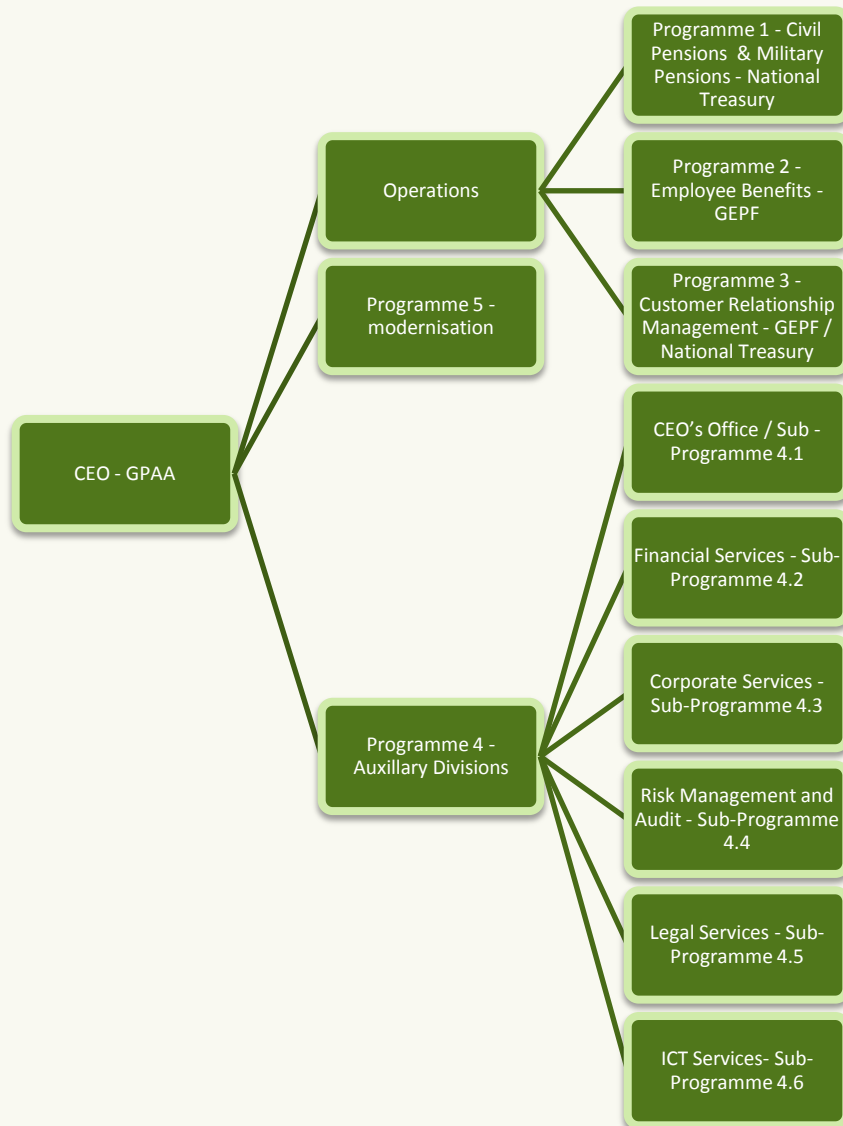 Programme 1 - Civil
Pensions & Military
Pensions - National
Treasury
Operations
Programme 2 -
Employee Benefits -
GEPF
Programme 5 -
modernisation
Programme 3 -
Customer Relationship
Management - GEPF /
National Treasury
CEO - GPAA
CEO's Office / Sub -
Programme 4.1
Financial Services - Sub-
Programme 4.2
Corporate Services -
Sub-Programme 4.3
Programme 4 -
Auxillary Divisions
Risk Management and
Audit - Sub-Programme
4.4
Legal Services - Sub-
Programme 4.5
ICT Services- Sub-
Programme 4.6